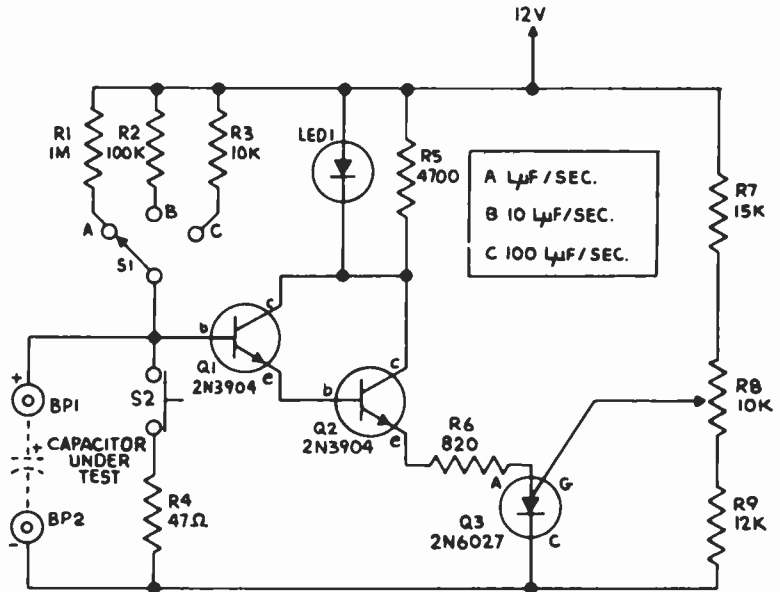 12V
R1
1M
R2
100K
R3
10K
LED1
R5
4700
A 1µF/SEC.
B 10 µF/SEC.
C 100 µF/SEC.
R7
15K
A
B
C
S1
b
c
e
Q1
2N3904
b
c
e
Q2
2N3904
R8
10K
+
BP1
S2
+
CAPACITOR
UNDER
TEST
BP2
-
R4
47Ω
R6
820
A
G
C
Q3
2N6027
R9
12K